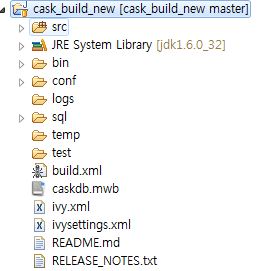 cask_build_new [cask_build_new master]
src
JRE System Library [jdk1.6.0_32]
bin
conf
logs
sql
temp
test
build.xml
caskdb.mwb
ivy.xml
ivysettings.xml
README.md
RELEASE_NOTES.txt